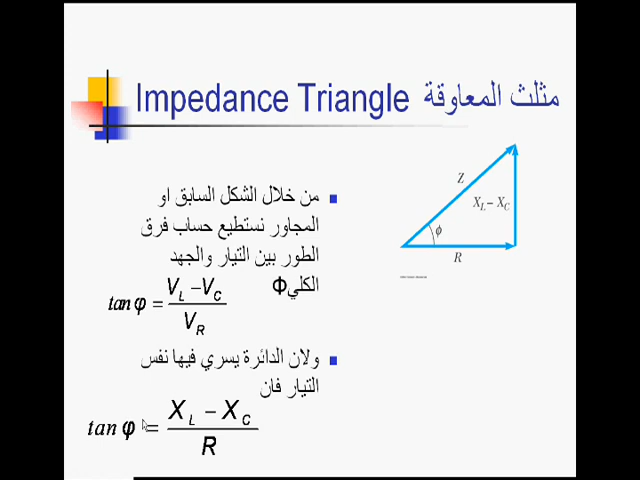 Impedance Triangle مثلث المعاوقة
من خلال الشكل السابق او
المجاور نستطيع حساب فرق
الطور بين التيار والجهد
الكليΦ
tan φ = (V_L − V_C) / V_R
ولان الدائرة يسري فيها نفس
التيار فان
tan φ = (X_L − X_C) / R
Z
X_L − X_C
ϕ
R